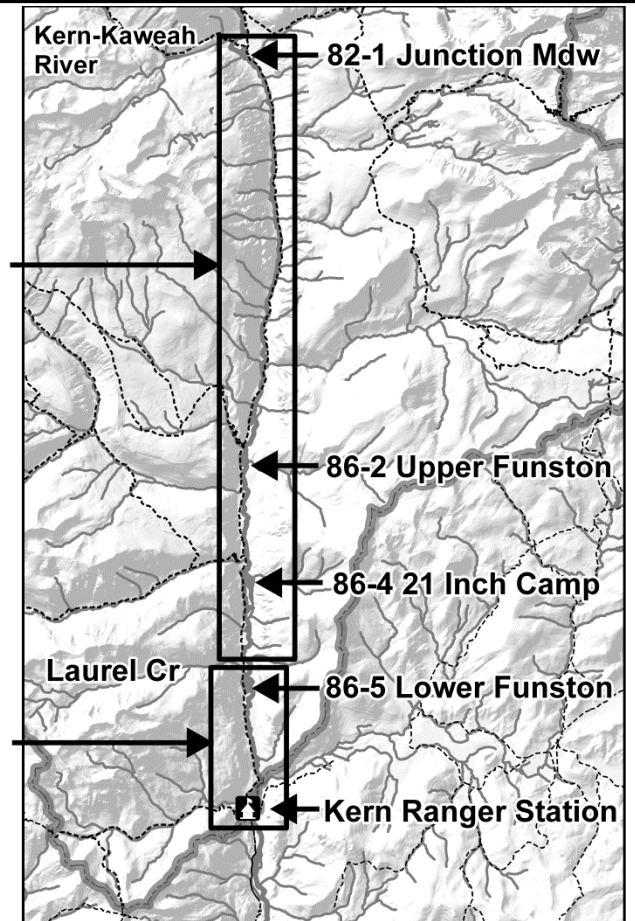 Kern-Kaweah
River
82-1 Junction Mdw
86-2 Upper Funston
86-4 21 Inch Camp
Laurel Cr
86-5 Lower Funston
Kern Ranger Station